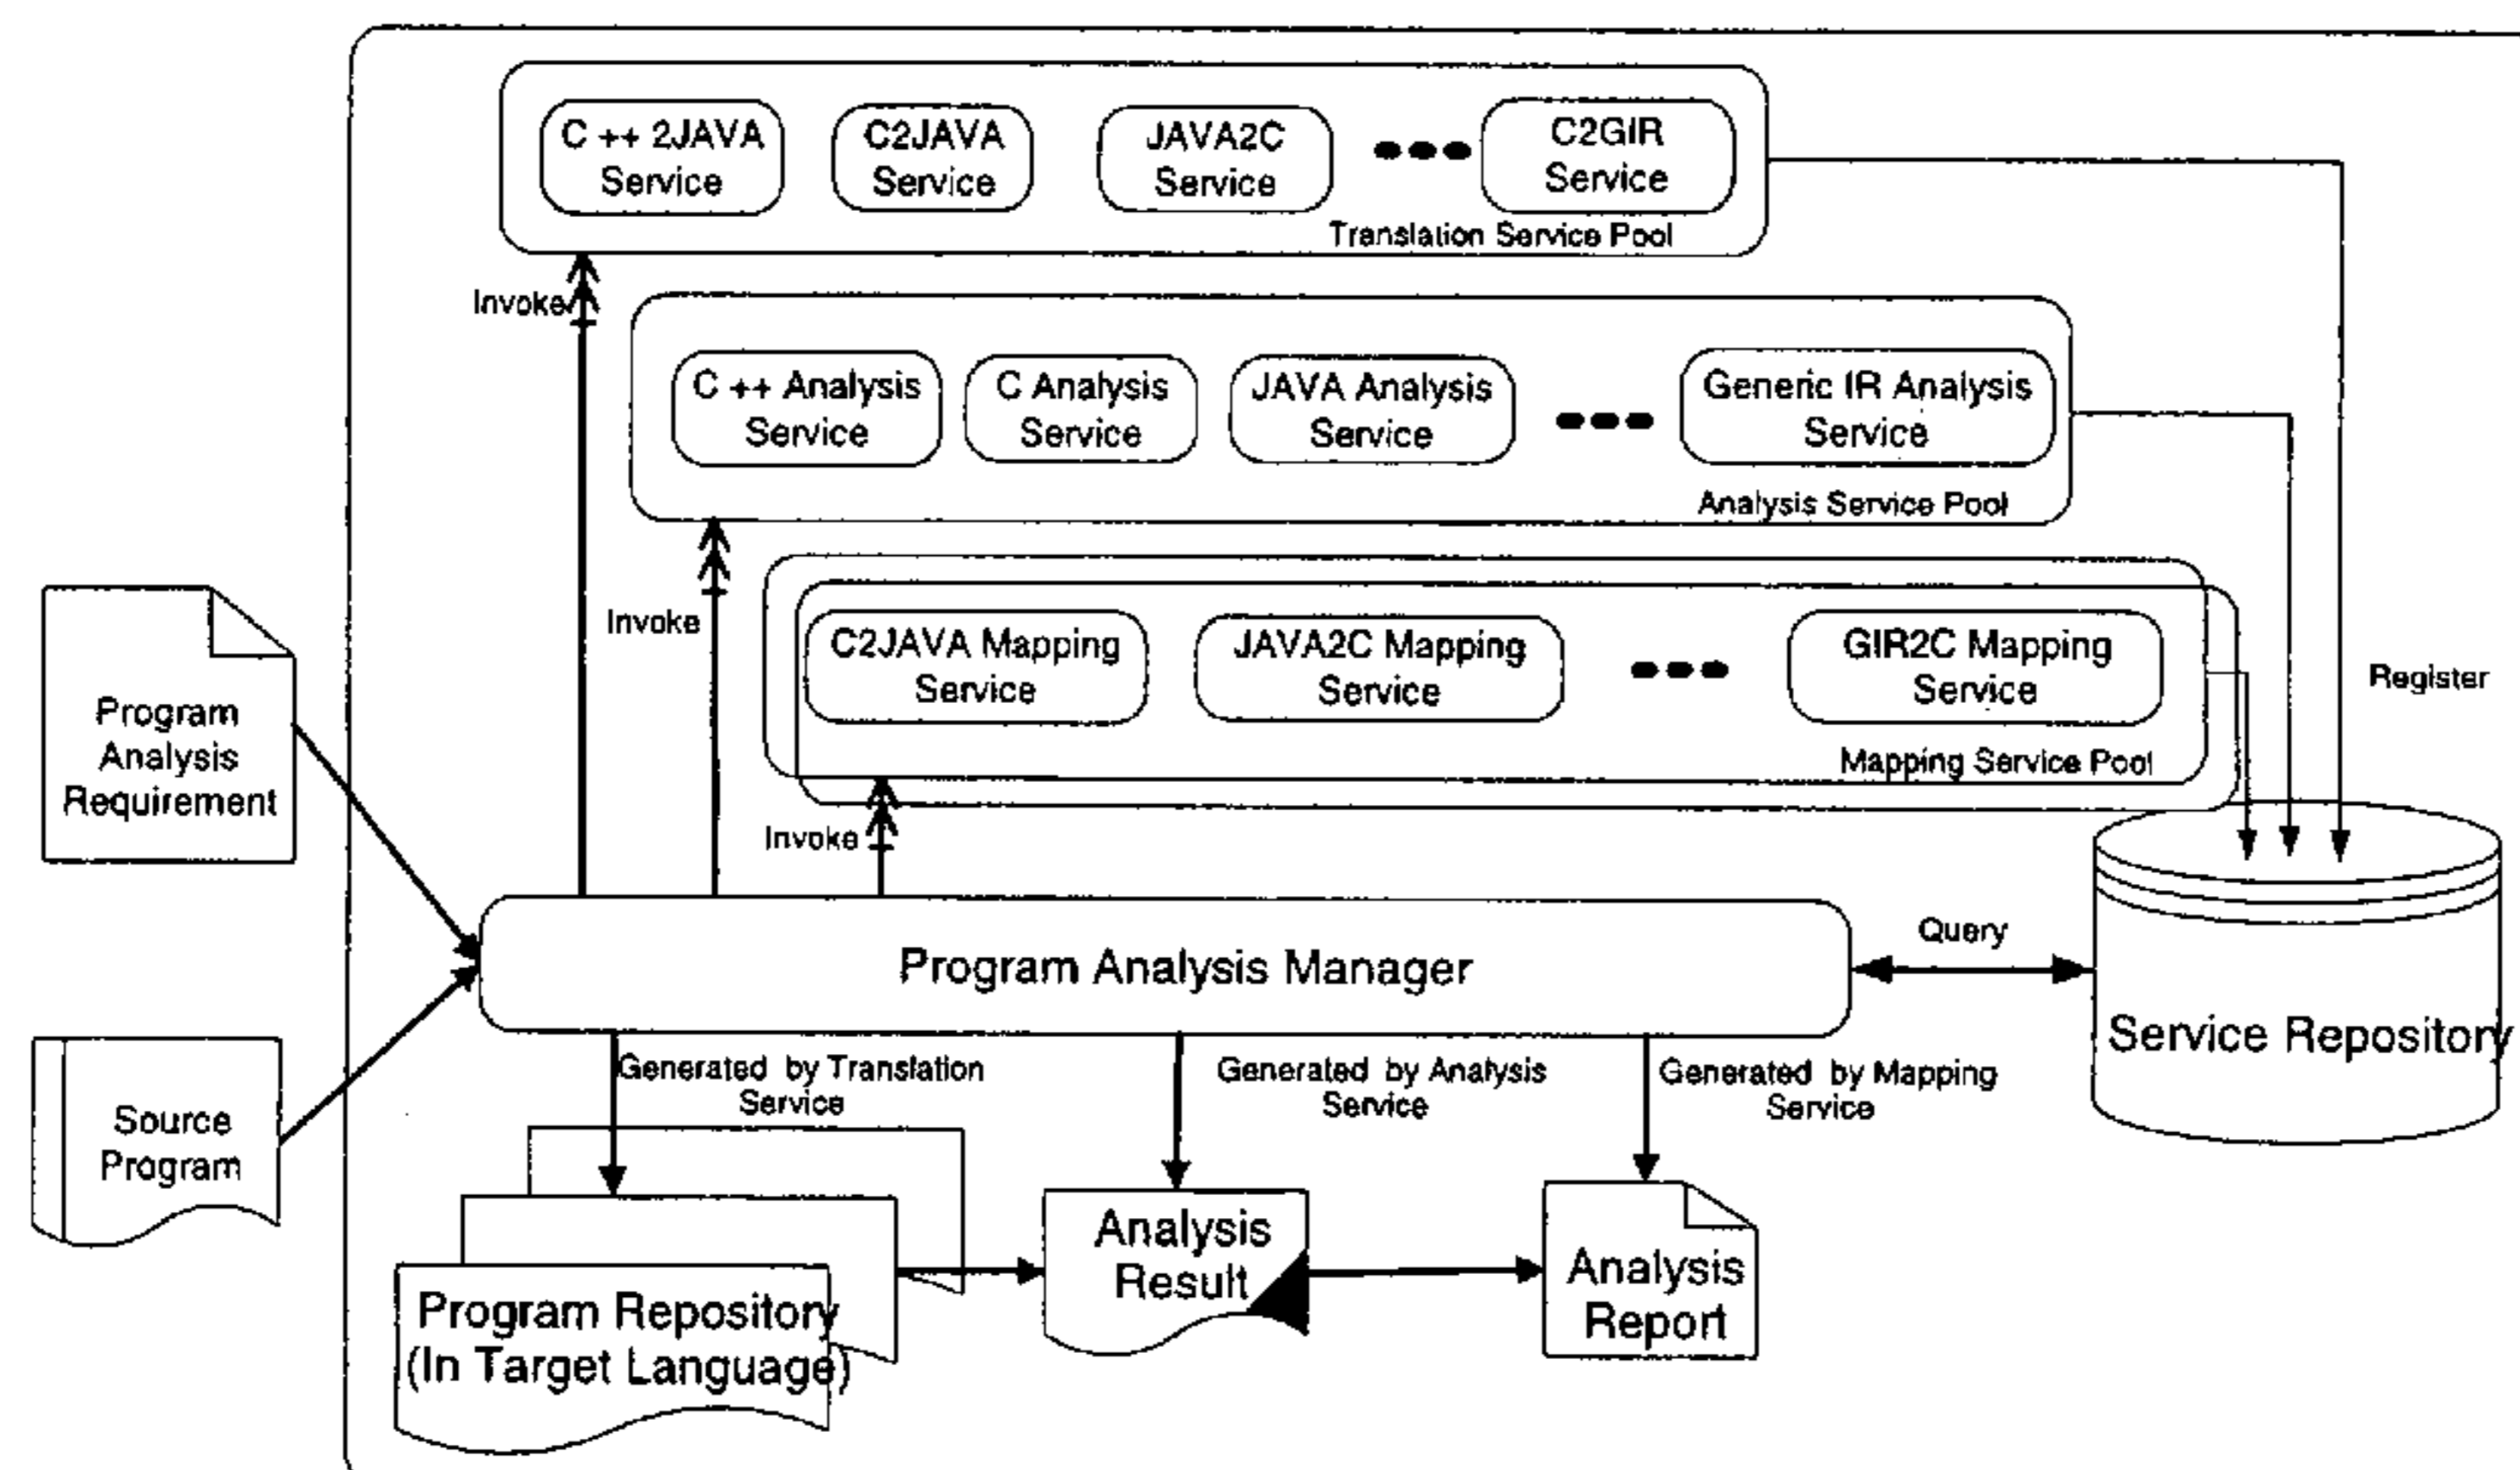 C ++ 2JAVA
Service
C2JAVA
Service
JAVA2C
Service
C2GIR
Service
Translation Service Pool
Invoke
C ++ Analysis
Service
C Analysis
Service
JAVA Analysis
Service
Generic IR Analysis
Service
Analysis Service Pool
Invoke
C2JAVA Mapping
Service
JAVA2C Mapping
Service
GIR2C Mapping
Service
Mapping Service Pool
Register
Invoke
Program
Analysis
Requirement
Source
Program
Program Analysis Manager
Query
Service Repository
Generated by Translation
Service
Generated by Analysis
Service
Generated by Mapping
Service
Program Repository
(In Target Language)
Analysis
Result
Analysis
Report